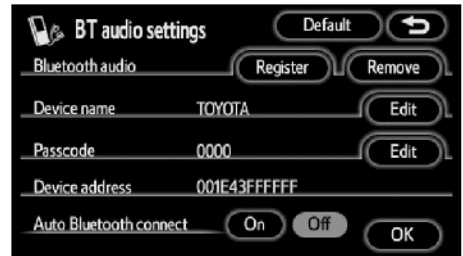 BT audio settings Default
Bluetooth audio Register Remove
Device name TOYOTA Edit
Passcode 0000 Edit
Device address 001E43FFFFFF
Auto Bluetooth connect On Off OK